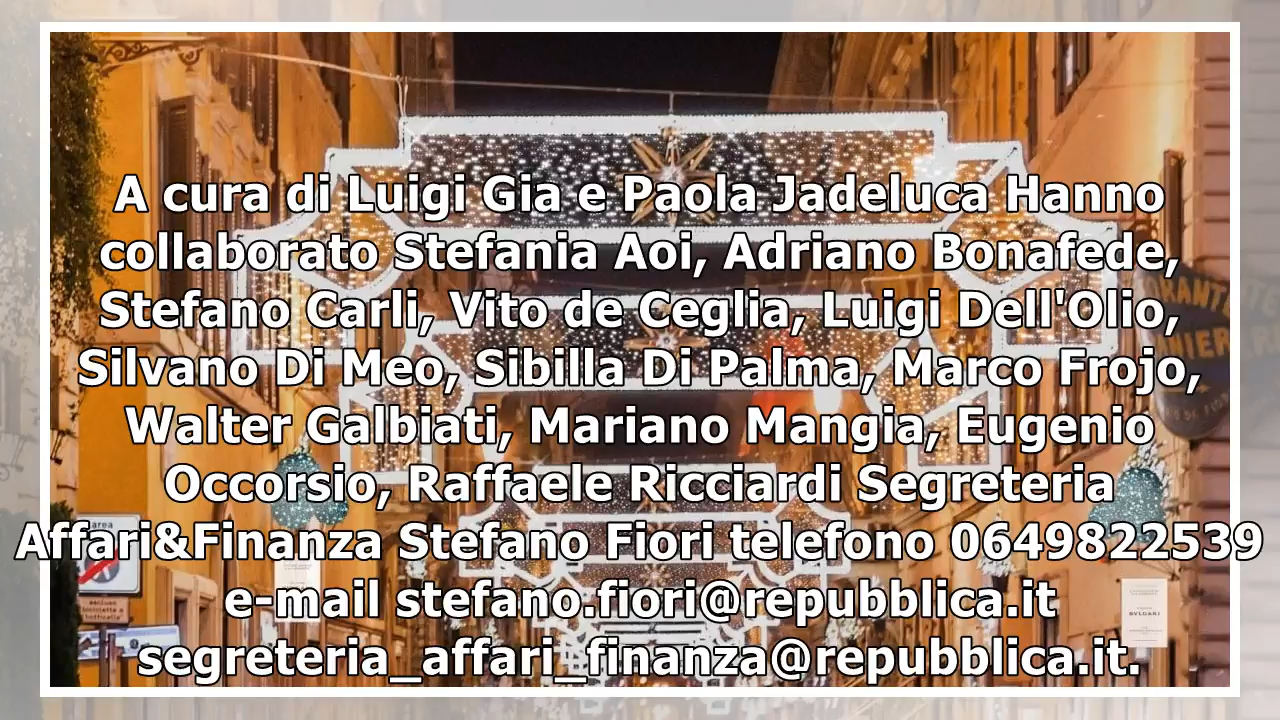 A cura di Luigi Gia e Paola Jadeluca Hanno
collaborato Stefania Aoi, Adriano Bonafede,
Stefano Carli, Vito de Ceglia, Luigi Dell'Olio,
Silvano Di Meo, Sibilla Di Palma, Marco Frojo,
Walter Galbiati, Mariano Mangia, Eugenio
Occorsio, Raffaele Ricciardi Segreteria
Affari&Finanza Stefano Fiori telefono 0649822539
e-mail stefano.fiori@repubblica.it
segreteria_affari_finanza@repubblica.it.
area
BVLGARI